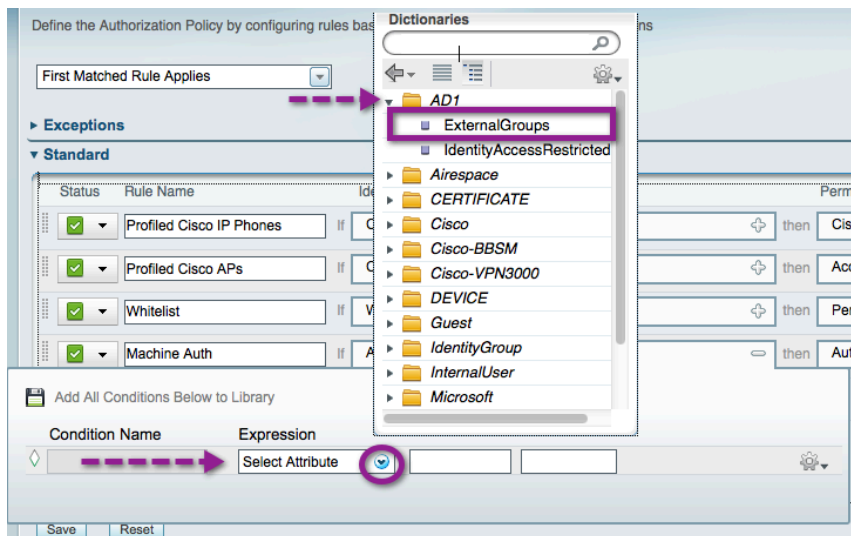 Define the Authorization Policy by configuring rules bas
ns
Dictionaries
First Matched Rule Applies
AD1
ExternalGroups
IdentityAccessRestricted
Airespace
CERTIFICATE
Cisco
Cisco-BBSM
Cisco-VPN3000
DEVICE
Guest
IdentityGroup
InternalUser
Microsoft
Exceptions
Standard
Status Rule Name Ide Perm
Profiled Cisco IP Phones If C then Cis
Profiled Cisco APs If C then Acc
Whitelist If W then Per
Machine Auth If A then Aut
Add All Conditions Below to Library
Condition Name Expression
Select Attribute
Save Reset